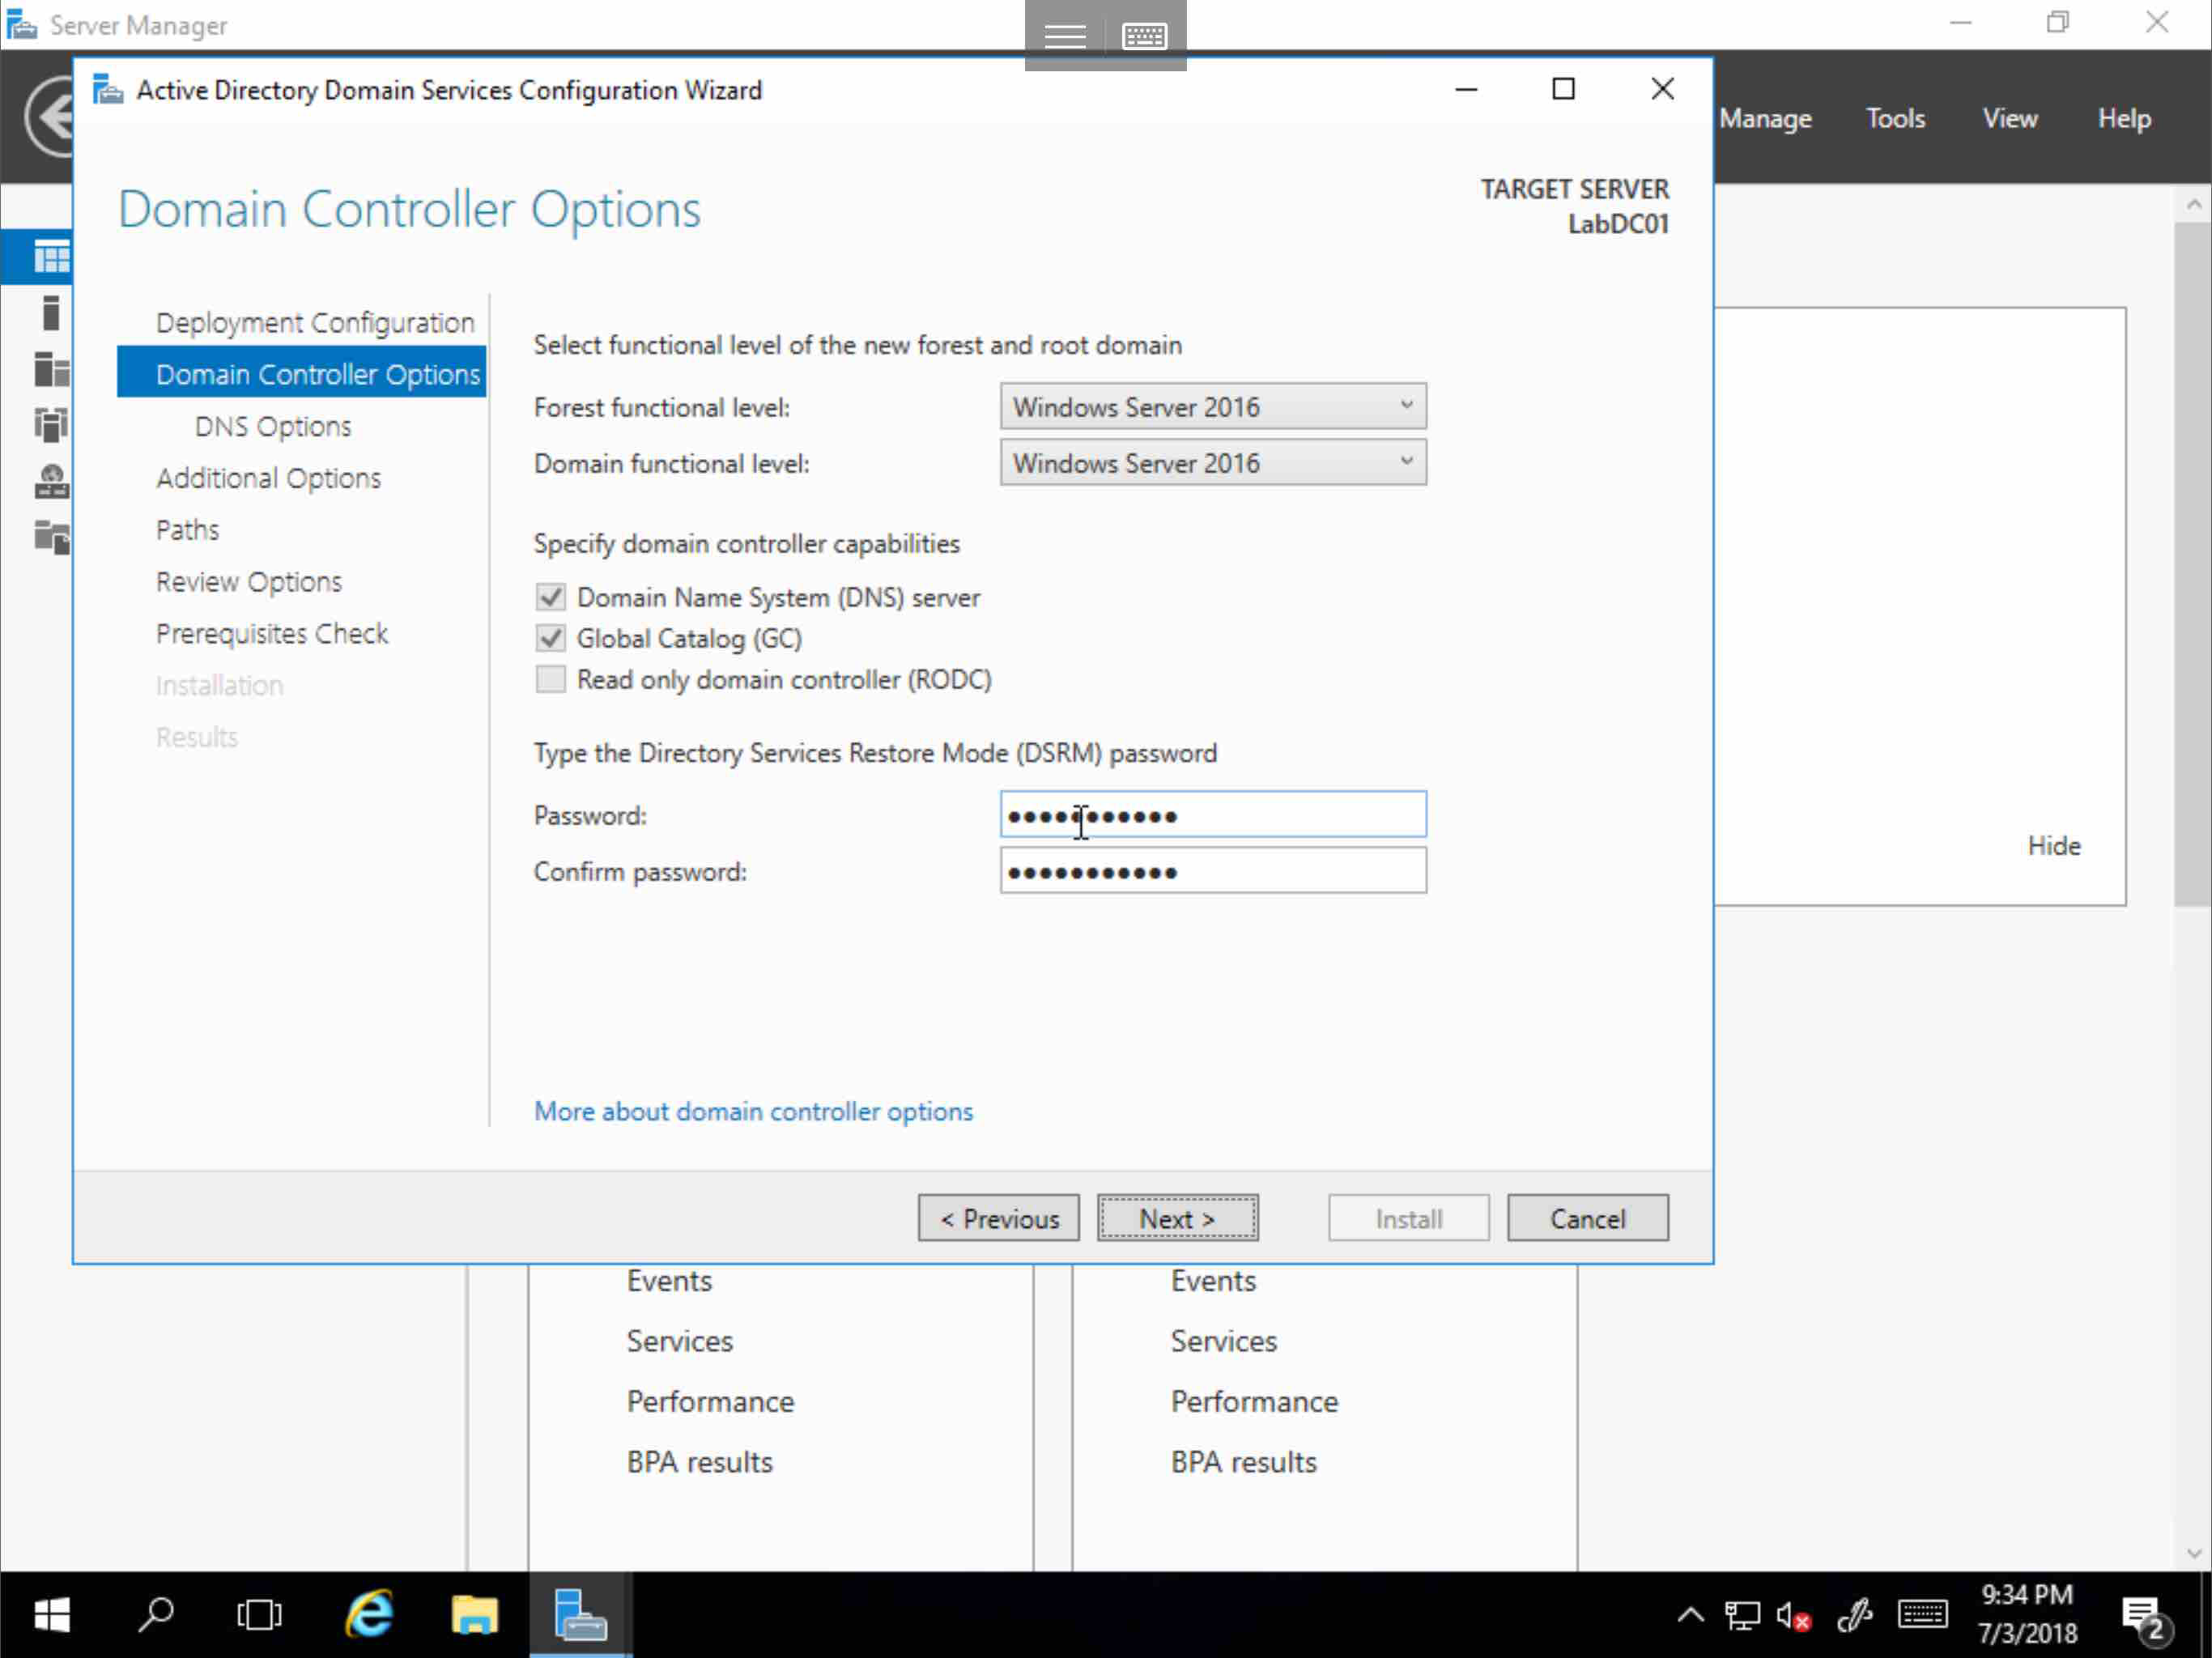 Server Manager
Active Directory Domain Services Configuration Wizard
Manage Tools View Help
Domain Controller Options
TARGET SERVER
LabDC01
Deployment Configuration
Domain Controller Options
DNS Options
Additional Options
Paths
Review Options
Prerequisites Check
Installation
Results
Select functional level of the new forest and root domain
Forest functional level: Windows Server 2016
Domain functional level: Windows Server 2016
Specify domain controller capabilities
Domain Name System (DNS) server
Global Catalog (GC)
Read only domain controller (RODC)
Type the Directory Services Restore Mode (DSRM) password
Password: •••••••••••
Confirm password: •••••••••••
More about domain controller options
Hide
< Previous Next > Install Cancel
Events Events
Services Services
Performance Performance
BPA results BPA results
9:34 PM
7/3/2018
2